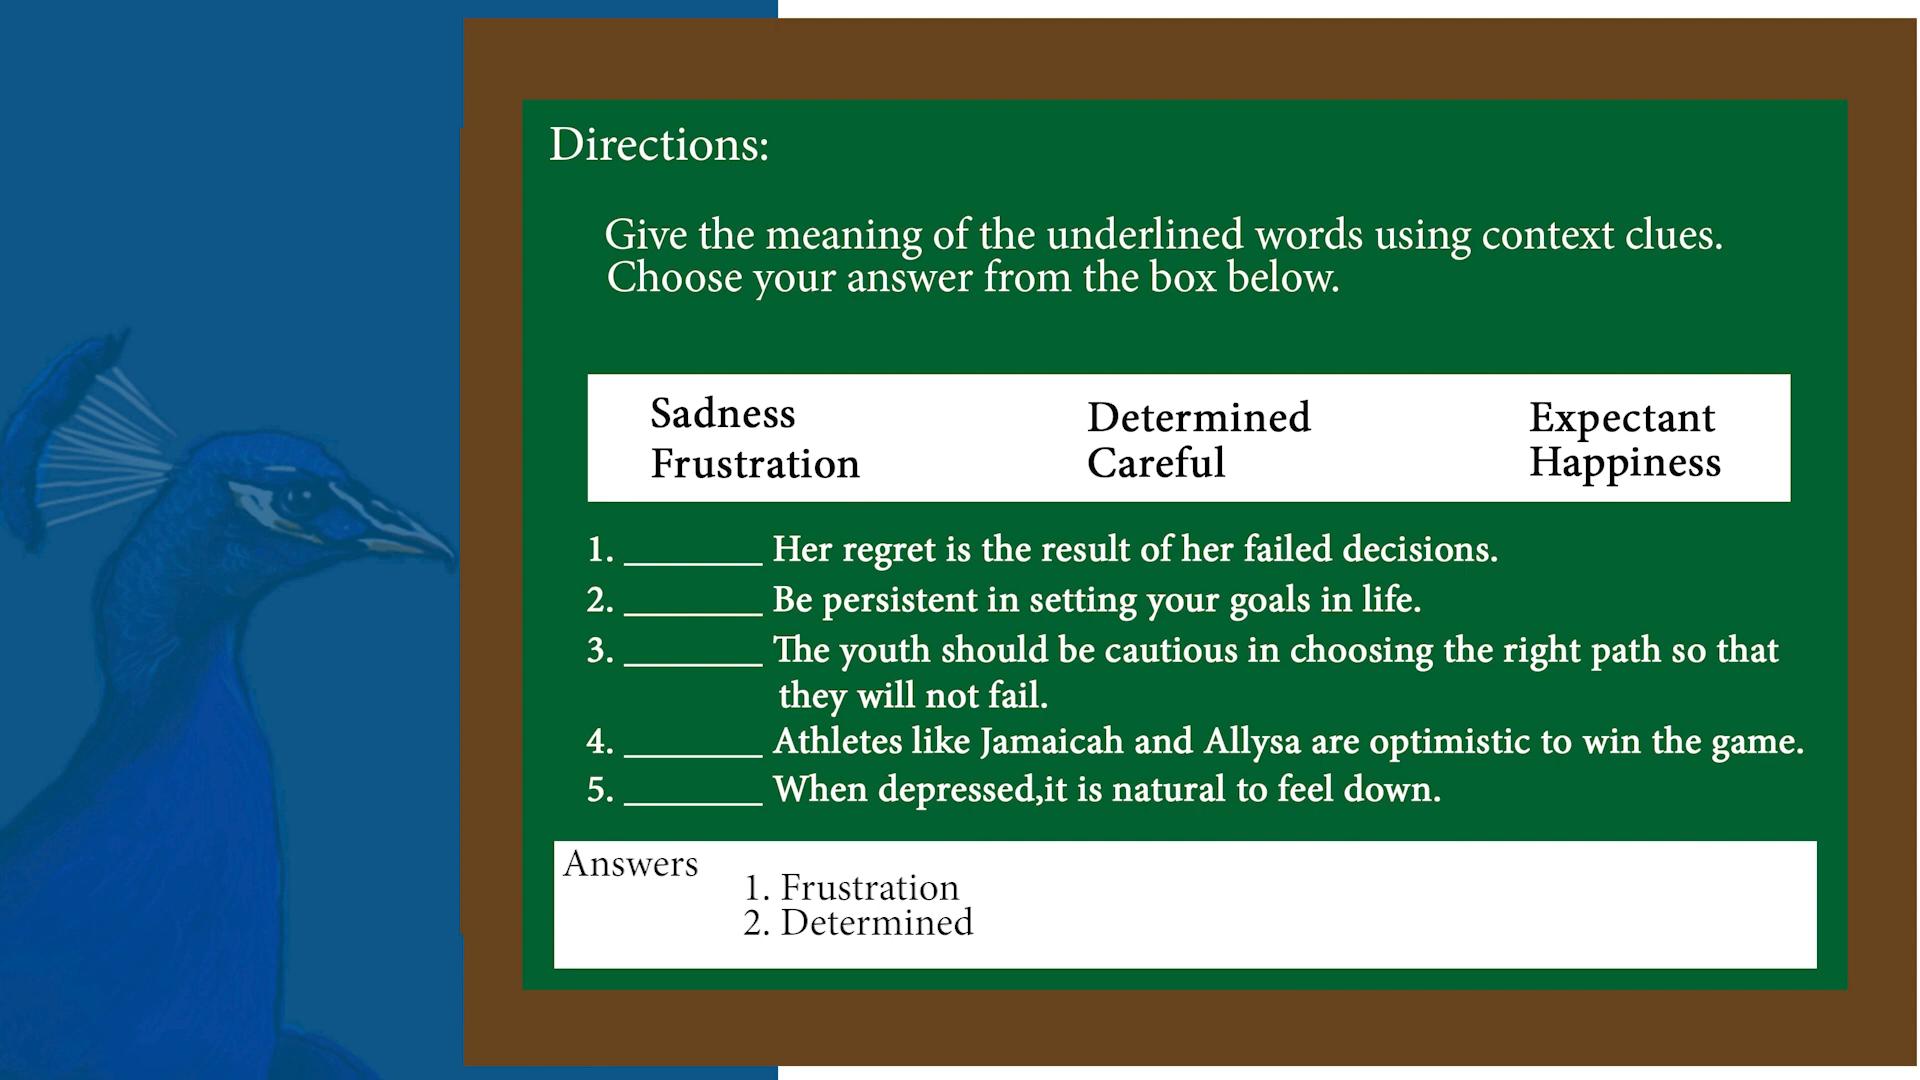 Directions:
Give the meaning of the underlined words using context clues.
Choose your answer from the box below.
Sadness Determined Expectant
Frustration Careful Happiness
1. _______ Her regret is the result of her failed decisions.
2. _______ Be persistent in setting your goals in life.
3. _______ The youth should be cautious in choosing the right path so that
they will not fail.
4. _______ Athletes like Jamaicah and Allysa are optimistic to win the game.
5. _______ When depressed,it is natural to feel down.
Answers
1. Frustration
2. Determined